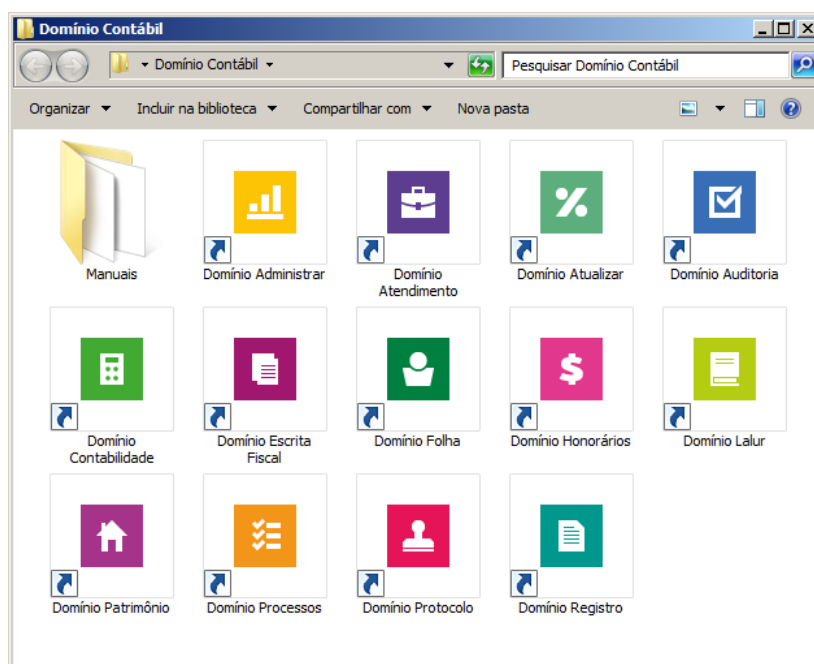 Domínio Contábil
Domínio Contábil
Pesquisar Domínio Contábil
Organizar Incluir na biblioteca Compartilhar com Nova pasta
Manuais
Domínio Administrar
Domínio
Atendimento
Domínio Atualizar
Domínio Auditoria
Domínio
Contabilidade
Domínio Escrita
Fiscal
Domínio Folha
Domínio Honorários
Domínio Lalur
Domínio Patrimônio
Domínio Processos
Domínio Protocolo
Domínio Registro